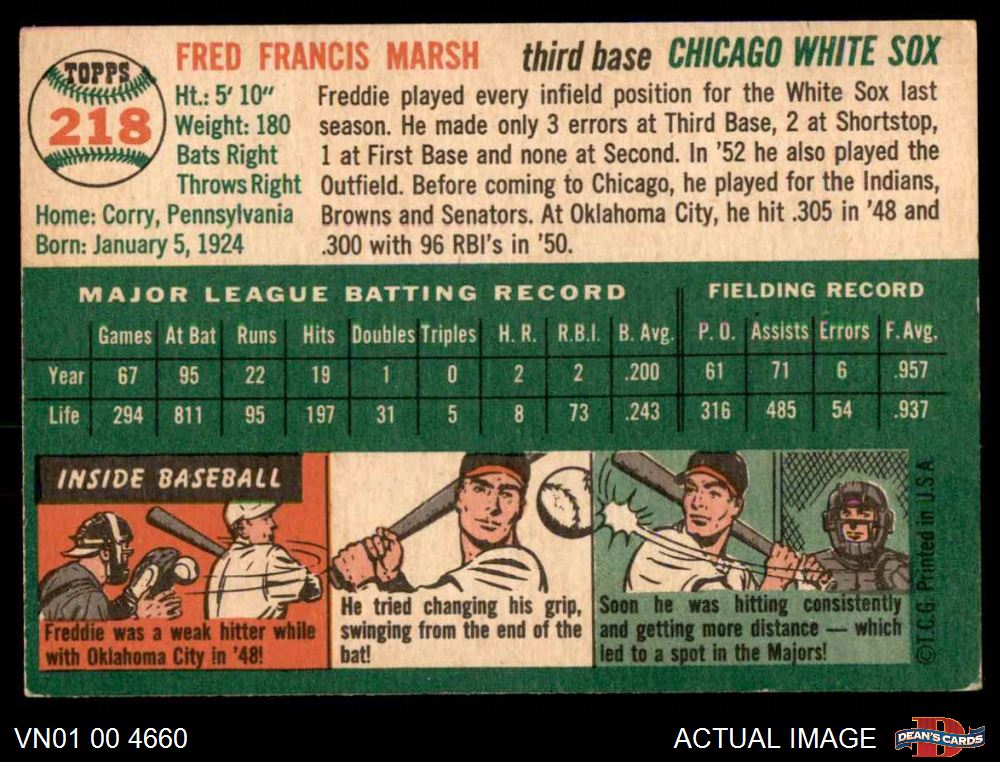 TOPPS
218
FRED FRANCIS MARSH third base CHICAGO WHITE SOX
Ht.: 5' 10"
Weight: 180
Bats Right
Throws Right
Home: Corry, Pennsylvania
Born: January 5, 1924
Freddie played every infield position for the White Sox last
season. He made only 3 errors at Third Base, 2 at Shortstop,
1 at First Base and none at Second. In '52 he also played the
Outfield. Before coming to Chicago, he played for the Indians,
Browns and Senators. At Oklahoma City, he hit .305 in '48 and
.300 with 96 RBI's in '50.
MAJOR LEAGUE BATTING RECORD FIELDING RECORD
Games At Bat Runs Hits Doubles Triples H. R. R.B.I. B. Avg. P. O. Assists Errors F. Avg.
Year 67 95 22 19 1 0 2 2 .200 61 71 6 .957
Life 294 811 95 197 31 5 8 73 .243 316 485 54 .937
INSIDE BASEBALL
Freddie was a weak hitter while
with Oklahoma City in '48!
He tried changing his grip,
swinging from the end of the
bat!
Soon he was hitting consistently
and getting more distance — which
led to a spot in the Majors!
©T.C.G. Printed in U.S.A.
VN01 00 4660
ACTUAL IMAGE
DEAN'S CARDS